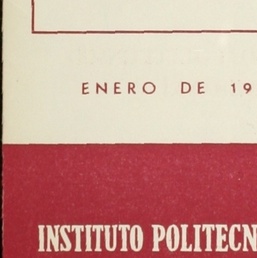 ENERO DE 19
INSTITUTO POLITECN